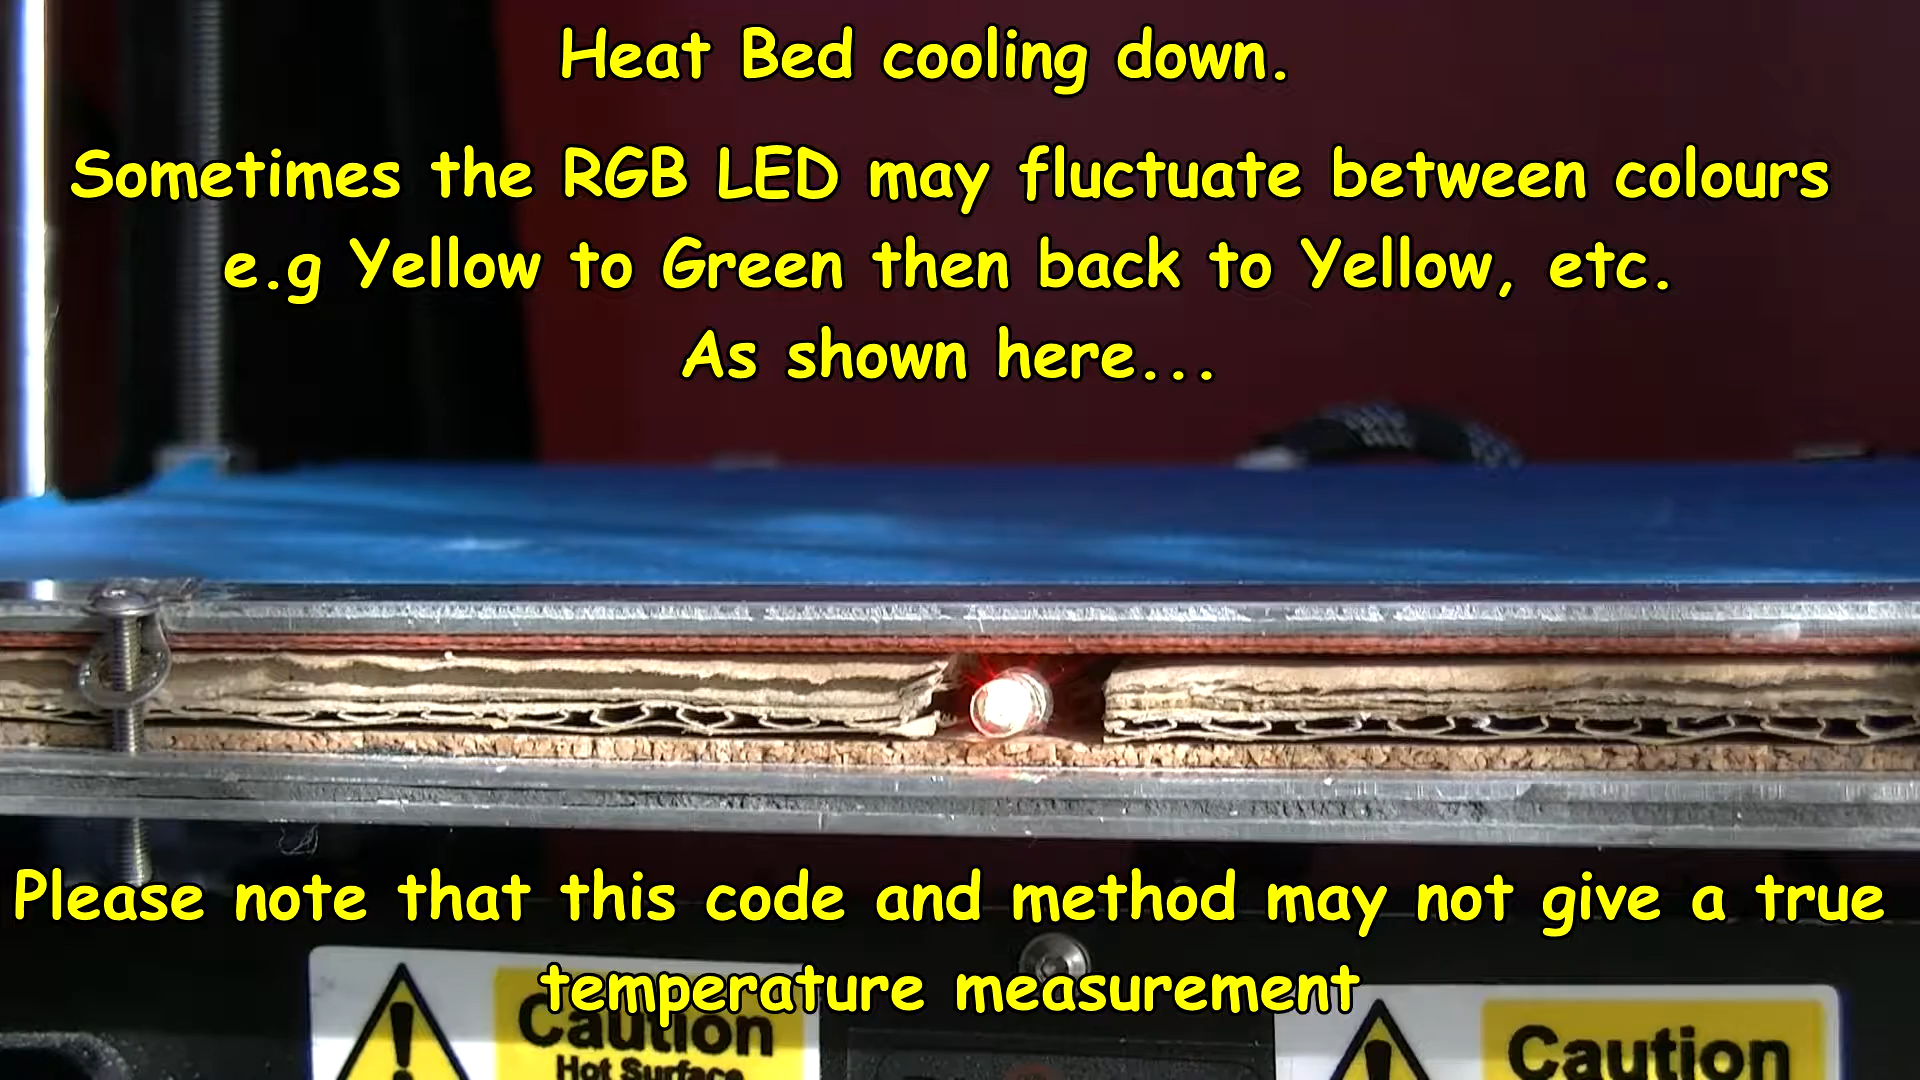 Heat Bed cooling down.
Sometimes the RGB LED may fluctuate between colours
e.g Yellow to Green then back to Yellow, etc.
As shown here...
Please note that this code and method may not give a true
temperature measurement
Caution
Hot Surface
Caution